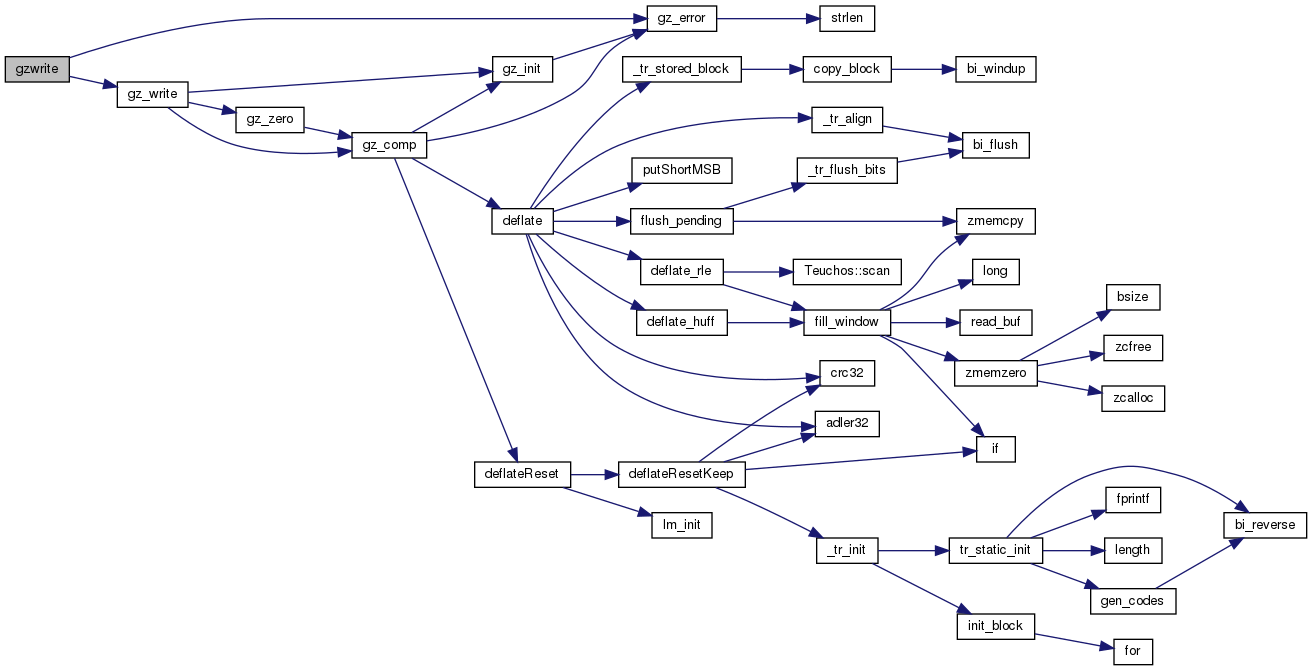 gzwrite
gz_write
gz_zero
gz_comp
gz_init
gz_error
strlen
_tr_stored_block
copy_block
bi_windup
_tr_align
bi_flush
putShortMSB
_tr_flush_bits
deflate
flush_pending
zmemcpy
deflate_rle
Teuchos::scan
long
deflate_huff
fill_window
read_buf
bsize
zmemzero
zcfree
zcalloc
crc32
adler32
if
deflateReset
deflateResetKeep
lm_init
_tr_init
tr_static_init
fprintf
length
bi_reverse
gen_codes
init_block
for